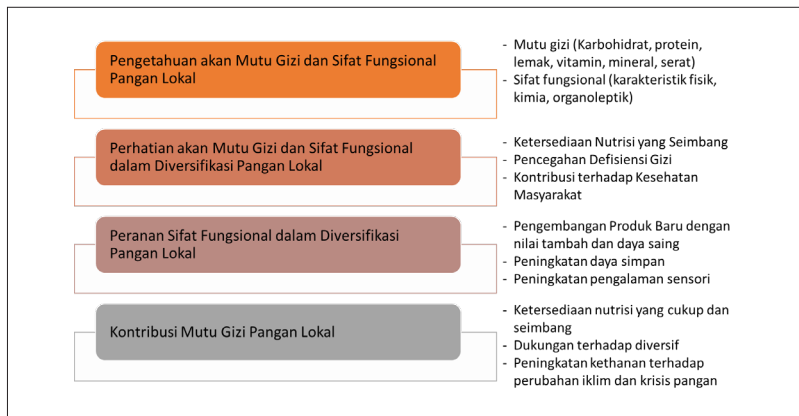 Pengetahuan akan Mutu Gizi dan Sifat Fungsional
Pangan Lokal
- Mutu gizi (Karbohidrat, protein,
lemak, vitamin, mineral, serat)
- Sifat fungsional (karakteristik fisik,
kimia, organoleptik)
Perhatian akan Mutu Gizi dan Sifat Fungsional
dalam Diversifikasi Pangan Lokal
- Ketersediaan Nutrisi yang Seimbang
- Pencegahan Defisiensi Gizi
- Kontribusi terhadap Kesehatan
Masyarakat
Peranan Sifat Fungsional dalam Diversifikasi
Pangan Lokal
- Pengembangan Produk Baru dengan
nilai tambah dan daya saing
- Peningkatan daya simpan
- Peningkatan pengalaman sensori
Kontribusi Mutu Gizi Pangan Lokal
- Ketersediaan nutrisi yang cukup dan
seimbang
- Dukungan terhadap diversif
- Peningkatan kethanan terhadap
perubahan iklim dan krisis pangan